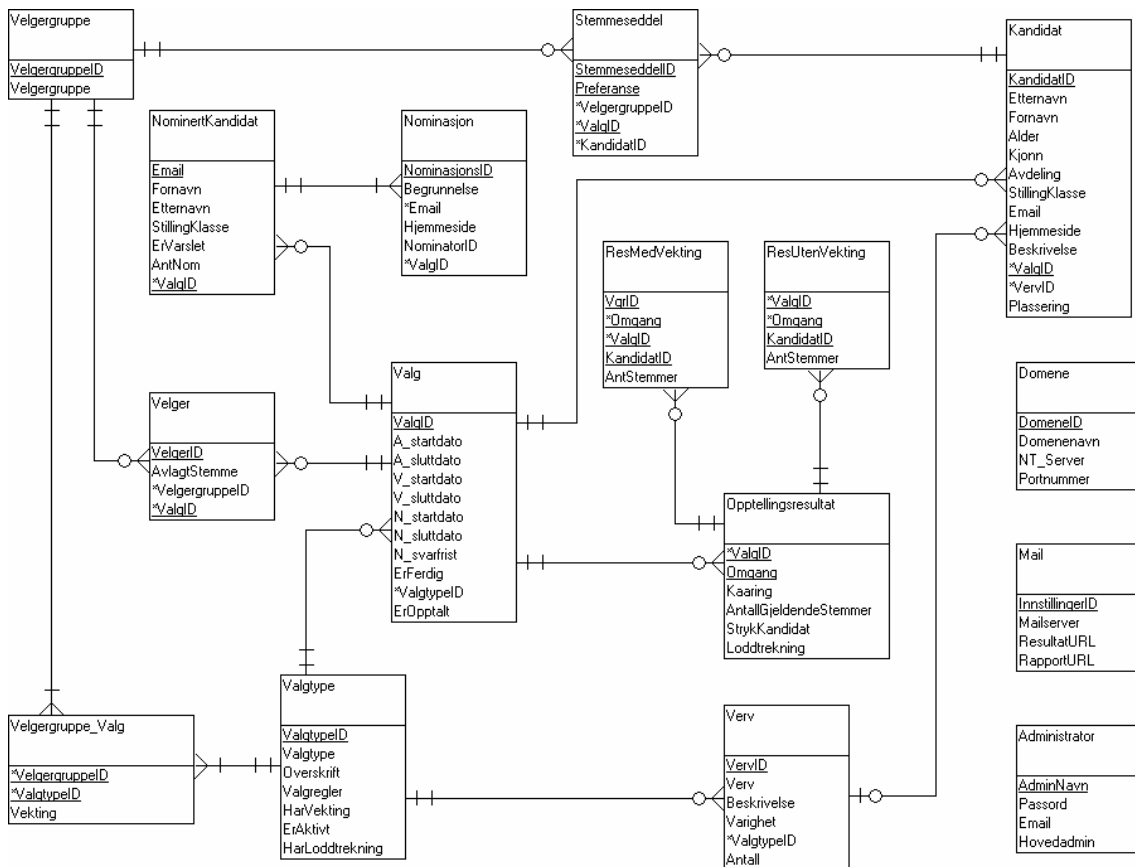 Velgergruppe
VelgergruppeID
Velgergruppe
Stemmeseddel
StemmeseddelID
Preferanse
*VelgergruppeID
*ValgID
*KandidatID
Kandidat
KandidatID
Etternavn
Fornavn
Alder
Kjonn
Avdeling
StillingKlasse
Email
Hjemmeside
Beskrivelse
*ValgID
*VervID
Plassering
NominertKandidat
Email
Fornavn
Etternavn
StillingKlasse
ErVarslet
AntNom
*ValgID
Nominasjon
NominasjonsID
Begrunnelse
*Email
Hjemmeside
NominatorID
*ValgID
ResMedVekting
VgrID
*Omgang
*ValgID
KandidatID
AntStemmer
ResUtenVekting
*ValgID
*Omgang
KandidatID
AntStemmer
Velger
VelgerID
AvlagtStemme
*VelgergruppeID
*ValgID
Valg
ValgID
A_startdato
A_sluttdato
V_startdato
V_sluttdato
N_startdato
N_sluttdato
N_svarfrist
ErFerdig
*ValgtypeID
ErOpptalt
Domene
DomeneID
Domenenavn
NT_Server
Portnummer
Opptellingsresultat
*ValgID
Omgang
Kaaring
AntallGjeldendeStemmer
StrykKandidat
Loddtrekning
Mail
InnstillingerID
Mailserver
ResultatURL
RapportURL
Velgergruppe_Valg
*VelgergruppeID
*ValgtypeID
Vekting
Valgtype
ValgtypeID
Valgtype
Overskrift
Valgregler
HarVekting
ErAktivt
HarLoddtrekning
Verv
VervID
Verv
Beskrivelse
Varighet
*ValgtypeID
Antall
Administrator
AdminNavn
Passord
Email
Hovedadmin